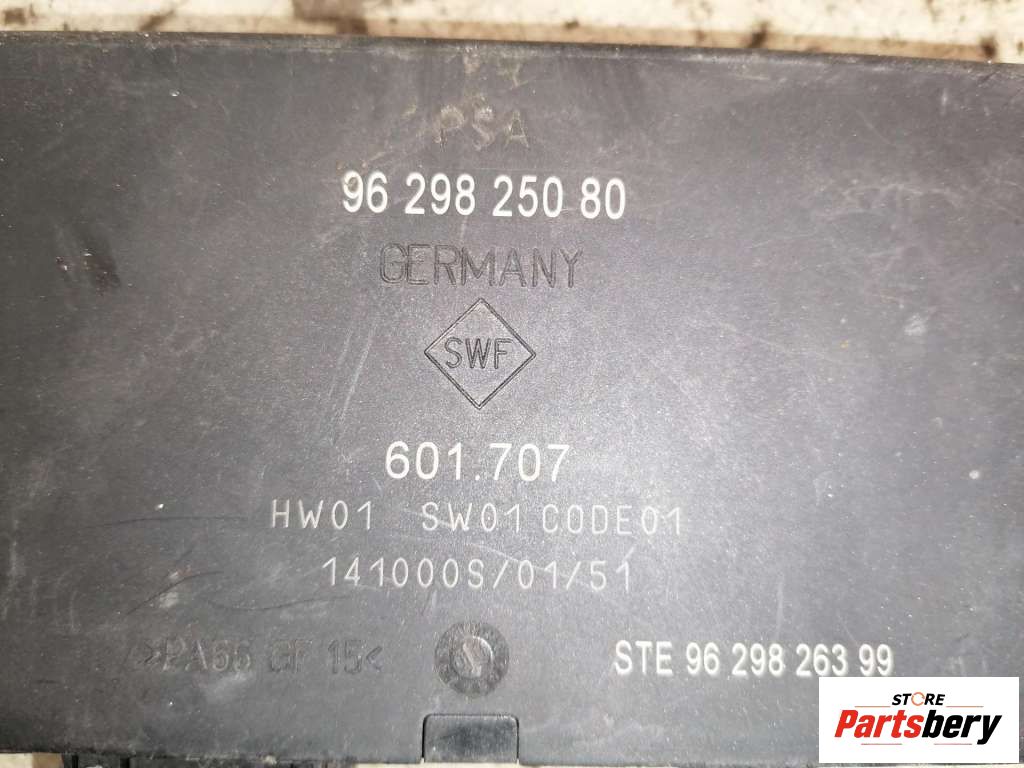 PSA
96 298 250 80
GERMANY
SWF
601.707
HW01 SW01 CODE01
141000S/01/51
>PA66 GF 15<
STE 96 298 263 99
STORE
Partsbery